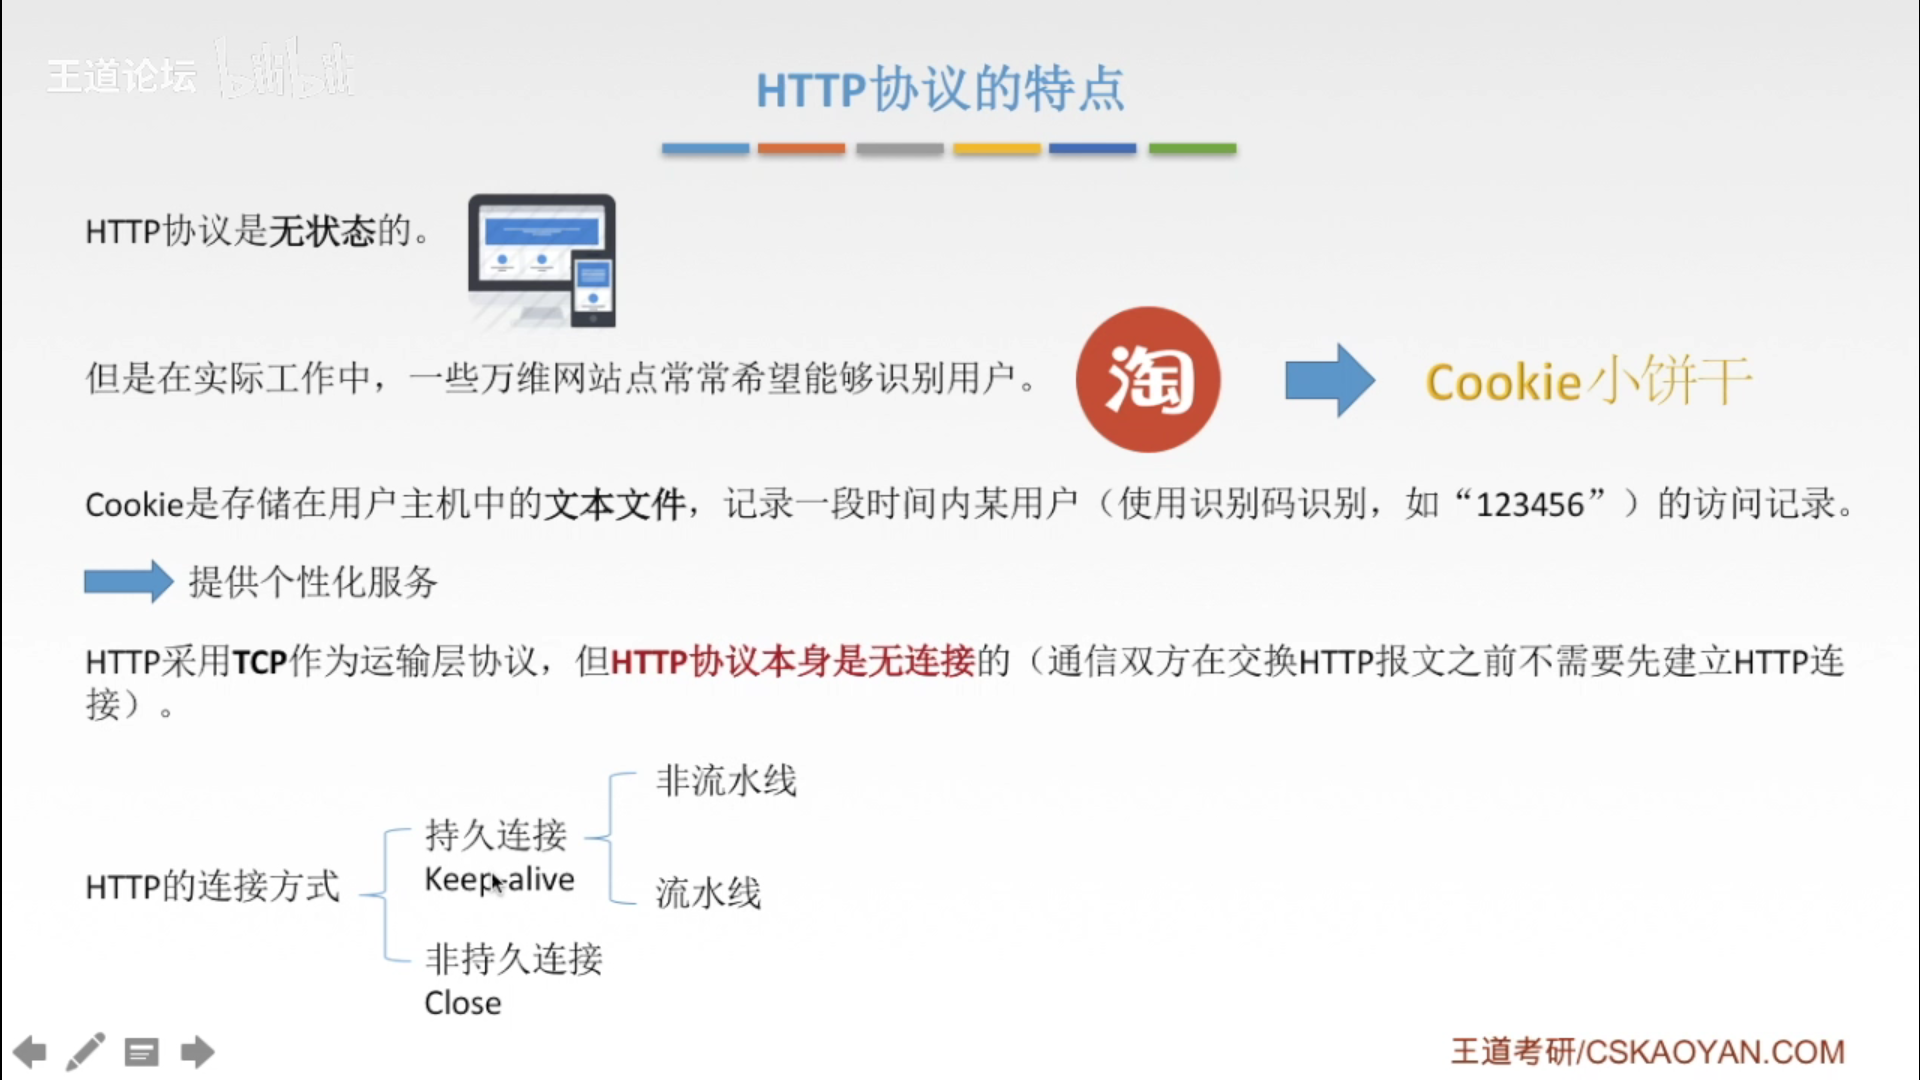 王道论坛 bilibili
HTTP协议的特点
HTTP协议是无状态的。
但是在实际工作中，一些万维网站点常常希望能够识别用户。
淘
Cookie小饼干
Cookie是存储在用户主机中的文本文件，记录一段时间内某用户（使用识别码识别，如“123456”）的访问记录。
提供个性化服务
HTTP采用TCP作为运输层协议，但HTTP协议本身是无连接的（通信双方在交换HTTP报文之前不需要先建立HTTP连
接）。
HTTP的连接方式
持久连接
Keep-alive
非流水线
流水线
非持久连接
Close
王道考研/CSKAOYAN.COM